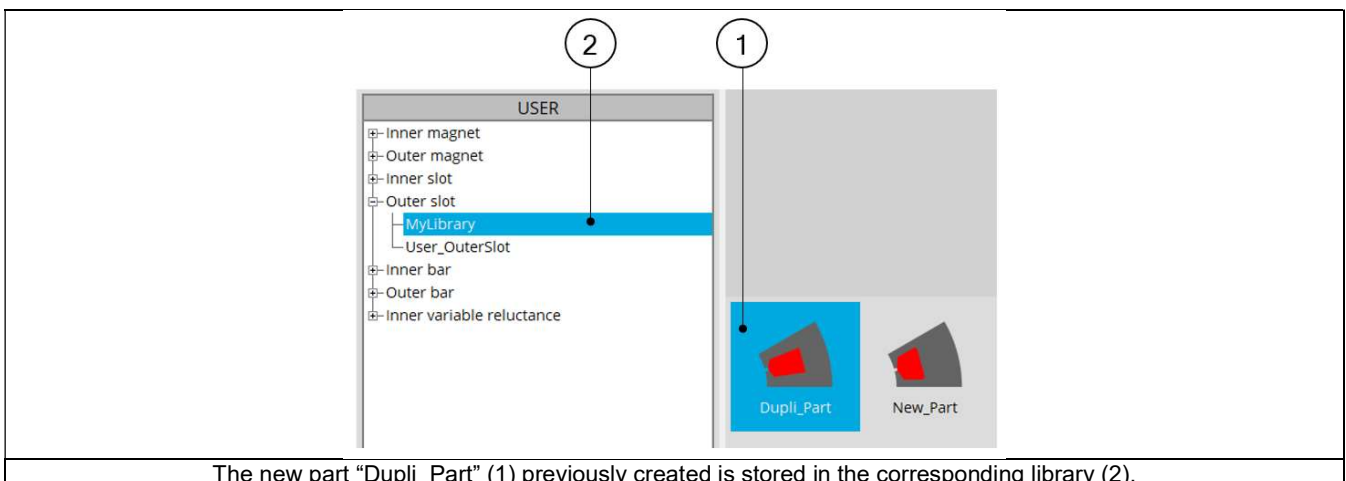 2
1
USER
Inner magnet
Outer magnet
Inner slot
Outer slot
MyLibrary
User_OuterSlot
Inner bar
Outer bar
Inner variable reluctance
Dupli_Part
New_Part
The new part “Dupli_Part” (1) previously created is stored in the corresponding library (2).